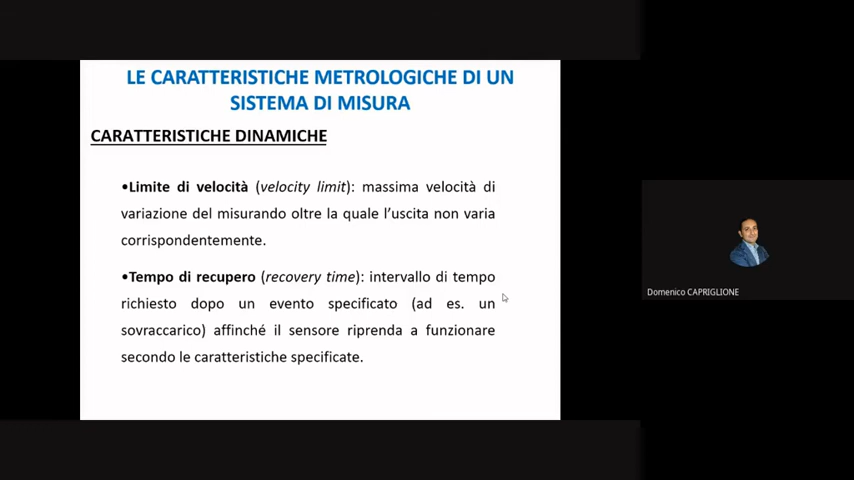 LE CARATTERISTICHE METROLOGICHE DI UN
SISTEMA DI MISURA
CARATTERISTICHE DINAMICHE
•Limite di velocità (velocity limit): massima velocità di
variazione del misurando oltre la quale l'uscita non varia
corrispondentemente.
•Tempo di recupero (recovery time): intervallo di tempo
richiesto dopo un evento specificato (ad es. un
sovraccarico) affinché il sensore riprenda a funzionare
secondo le caratteristiche specificate.
Domenico CAPRIGLIONE